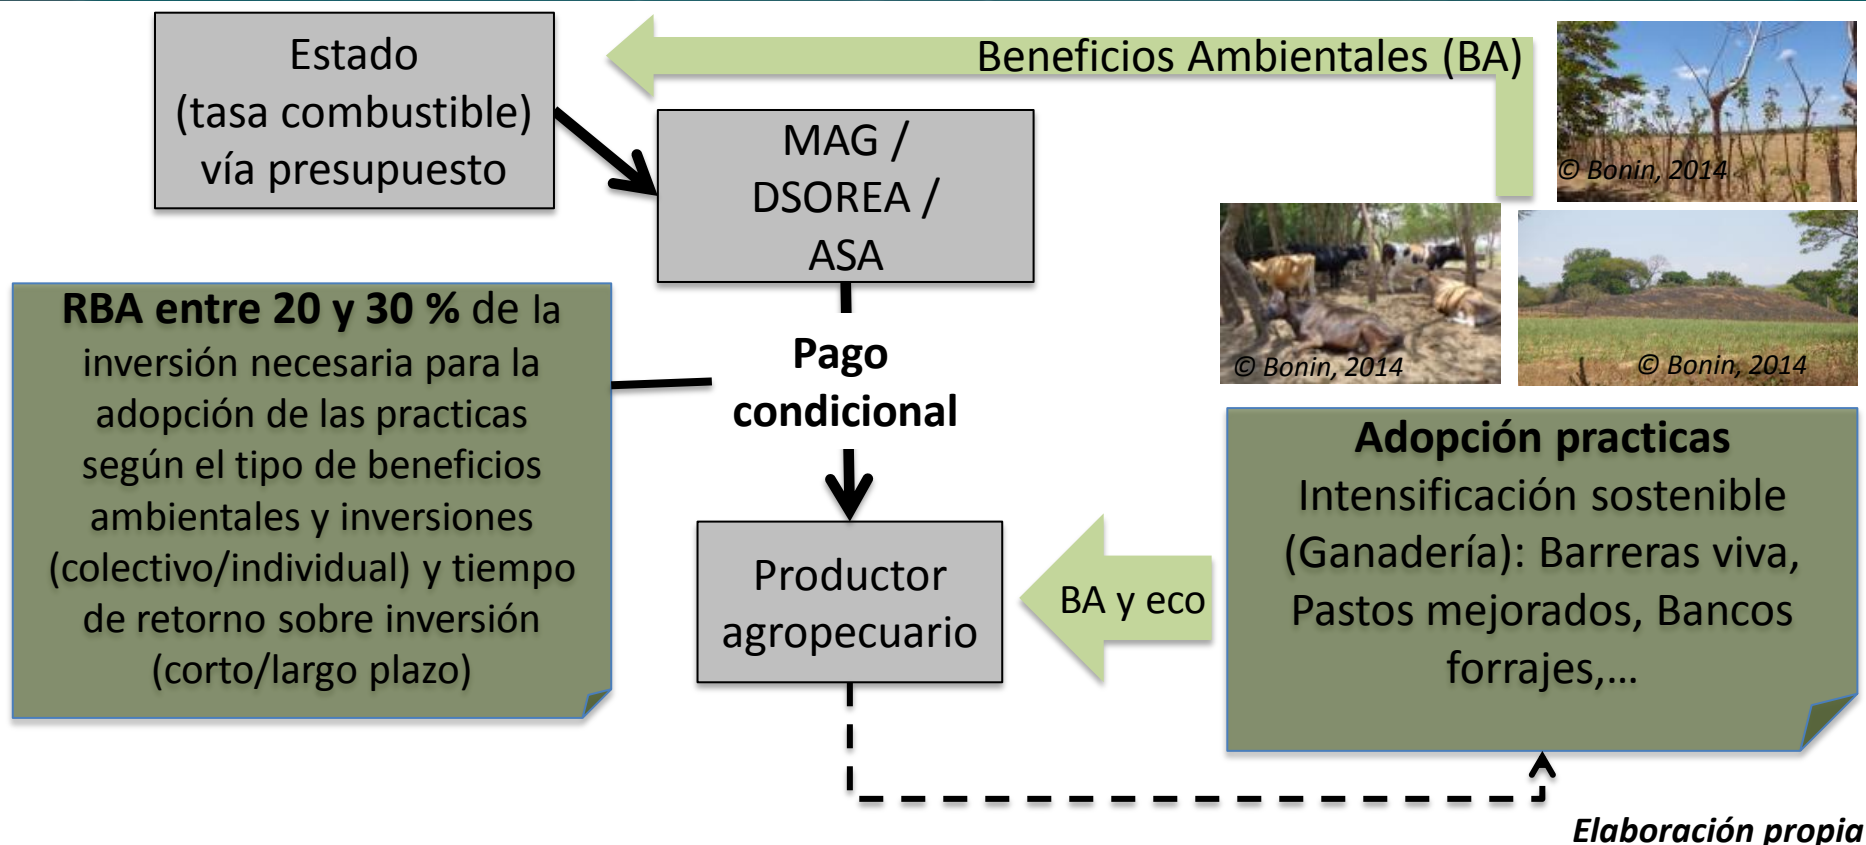 Estado
(tasa combustible)
vía presupuesto
Beneficios Ambientales (BA)
MAG /
DSOREA /
ASA
© Bonin, 2014
© Bonin, 2014
© Bonin, 2014
RBA entre 20 y 30 % de la
inversión necesaria para la
adopción de las practicas
según el tipo de beneficios
ambientales y inversiones
(colectivo/individual) y tiempo
de retorno sobre inversión
(corto/largo plazo)
Pago
condicional
Adopción practicas
Intensificación sostenible
(Ganadería): Barreras viva,
Pastos mejorados, Bancos
forrajes,…
Productor
agropecuario
BA y eco
Elaboración propia